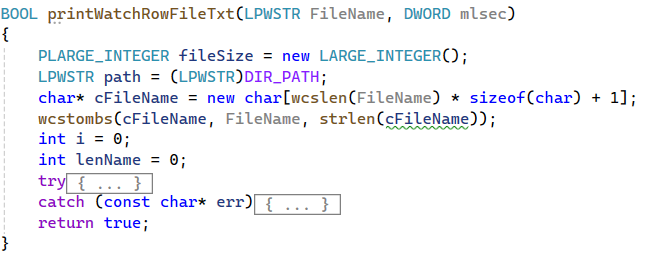 BOOL printWatchRowFileTxt(LPWSTR FileName, DWORD mlsec)
{
PLARGE_INTEGER fileSize = new LARGE_INTEGER();
LPWSTR path = (LPWSTR)DIR_PATH;
char* cFileName = new char[wcslen(FileName) * sizeof(char) + 1];
wcstombs(cFileName, FileName, strlen(cFileName));
int i = 0;
int lenName = 0;
try{ ... }
catch (const char* err){ ... }
return true;
}